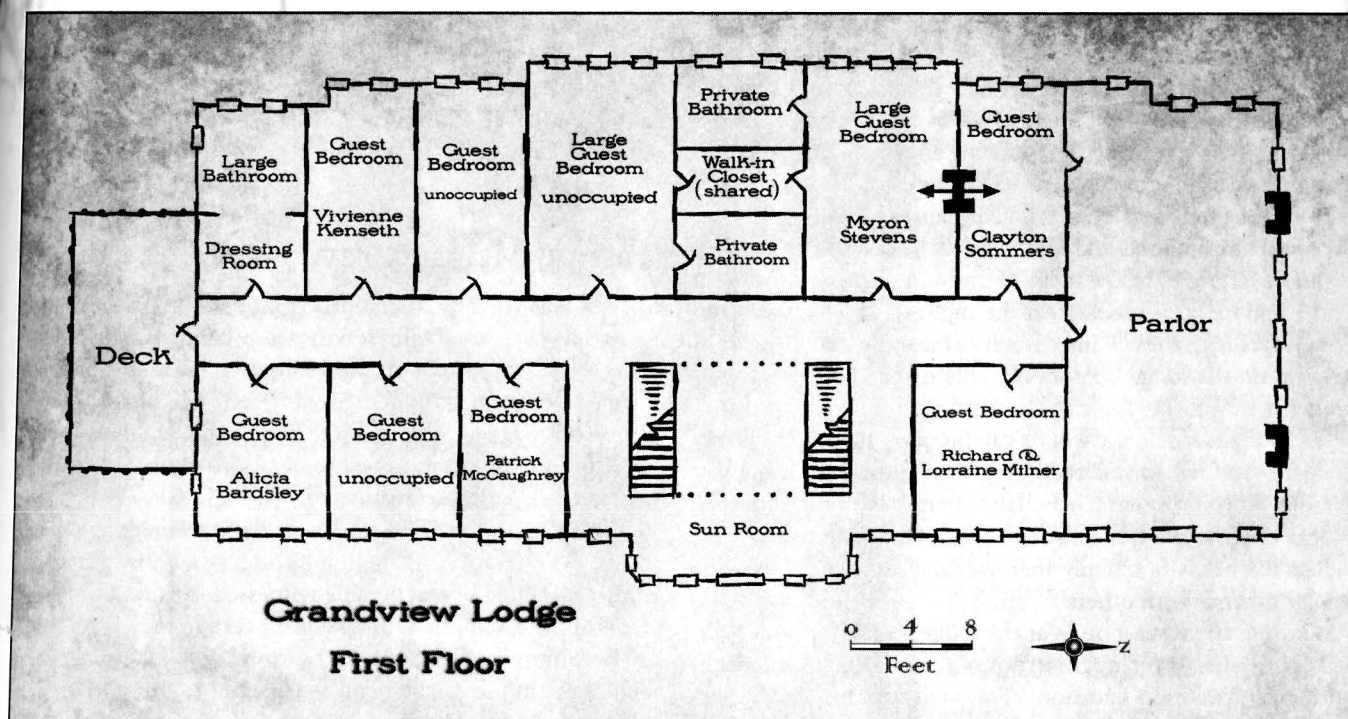 Large
Bathroom
Dressing
Room
Guest
Bedroom
Vivienne
Kenseth
Guest
Bedroom
unoccupied
Large
Guest
Bedroom
unoccupied
Private
Bathroom
Walk-in
Closet
(shared)
Private
Bathroom
Large
Guest
Bedroom
Myron
Stevens
Guest
Bedroom
Clayton
Sommers
Parlor
Deck
Guest
Bedroom
Alicia
Bardsley
Guest
Bedroom
unoccupied
Guest
Bedroom
Patrick
McCaughrey
Sun Room
Guest Bedroom
Richard &
Lorraine Milner
Grandview Lodge
First Floor
0 4 8
Feet
z